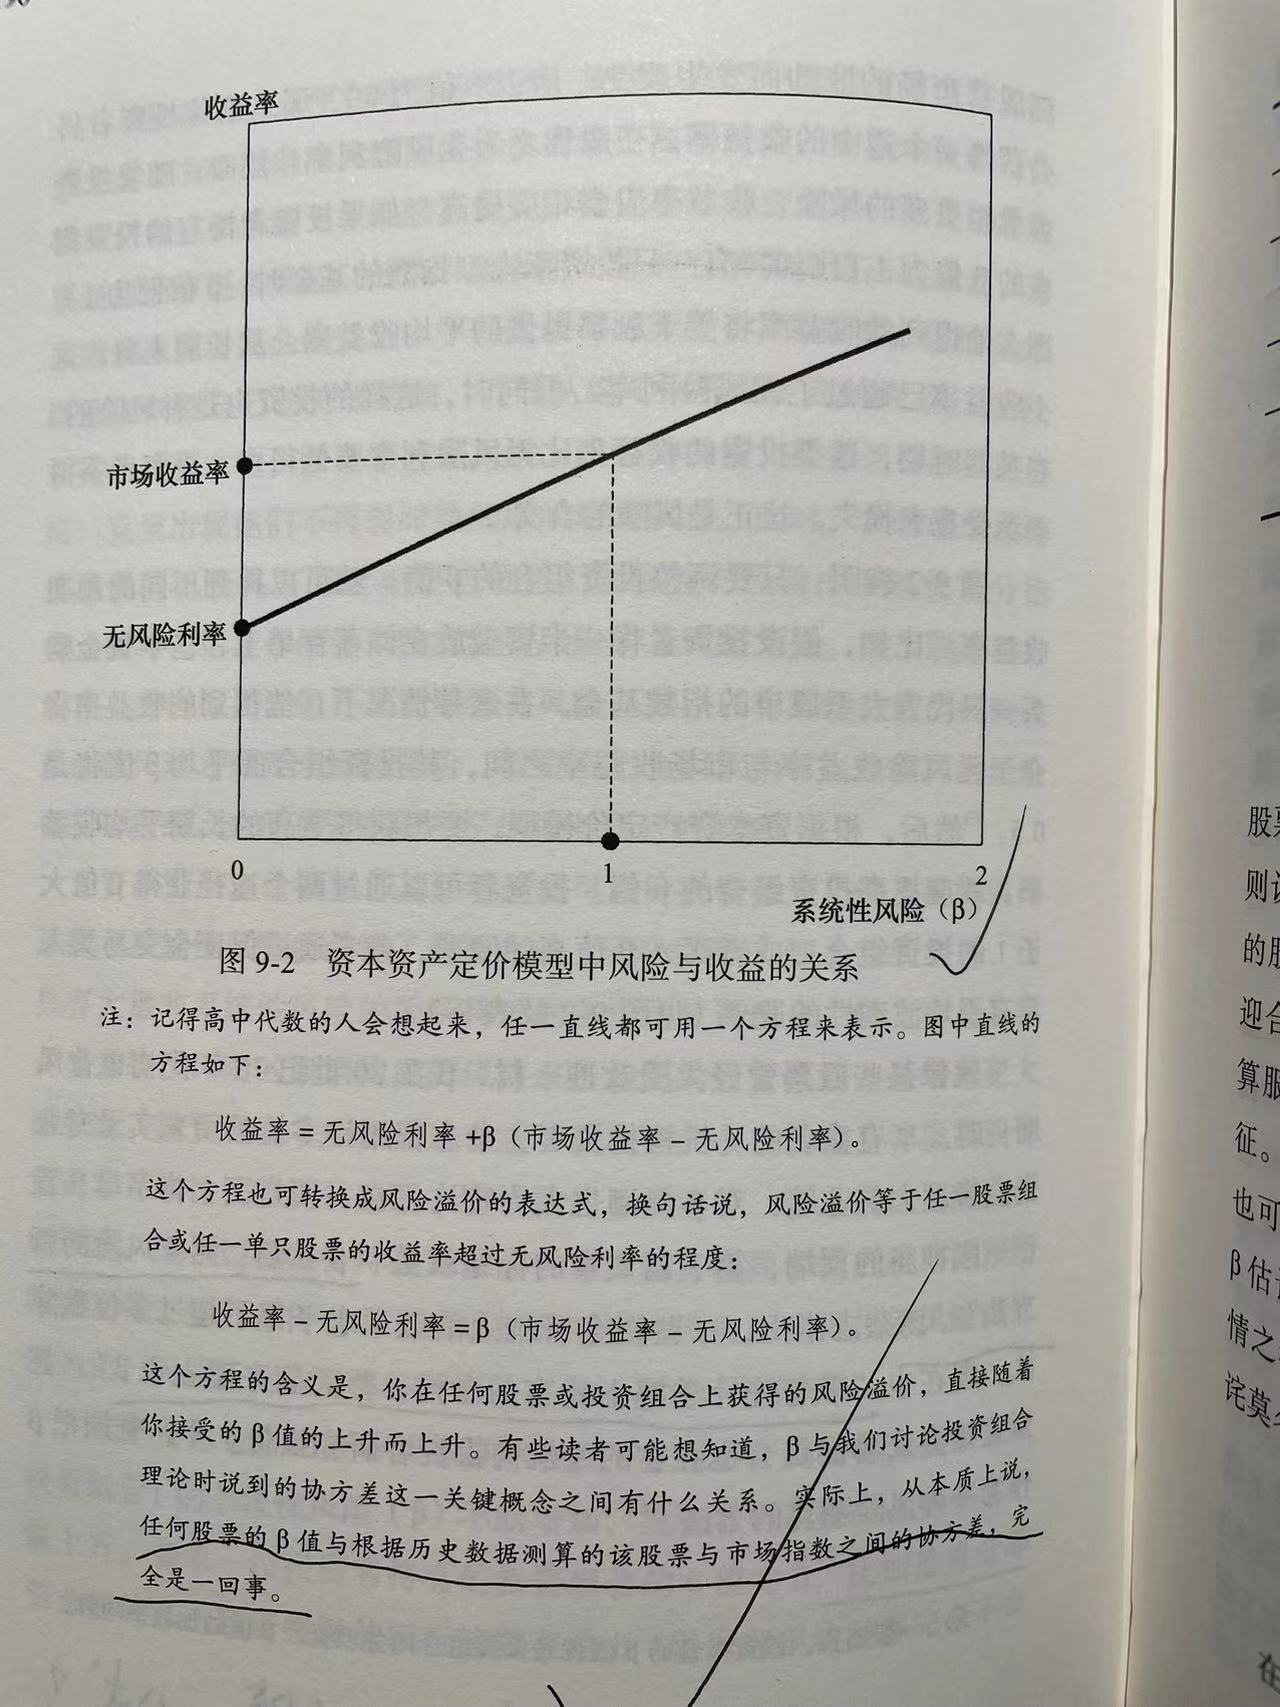 收益率
市场收益率
无风险利率
0
1
2
系统性风险（β）
图 9-2　资本资产定价模型中风险与收益的关系
注：记得高中代数的人会想起来，任一直线都可用一个方程来表示。图中直线的
方程如下：
收益率 = 无风险利率 +β（市场收益率 – 无风险利率）。
这个方程也可转换成风险溢价的表达式，换句话说，风险溢价等于任一股票组
合或任一单只股票的收益率超过无风险利率的程度：
收益率 – 无风险利率 = β（市场收益率 – 无风险利率）。
这个方程的含义是，你在任何股票或投资组合上获得的风险溢价，直接随着
你接受的 β 值的上升而上升。有些读者可能想知道，β 与我们讨论投资组合
理论时说到的协方差这一关键概念之间有什么关系。实际上，从本质上说，
任何股票的 β 值与根据历史数据测算的该股票与市场指数之间的协方差，完
全是一回事。
股票
则
的股
迎合
算服
征。
也可
β估
情之
诧莫
在